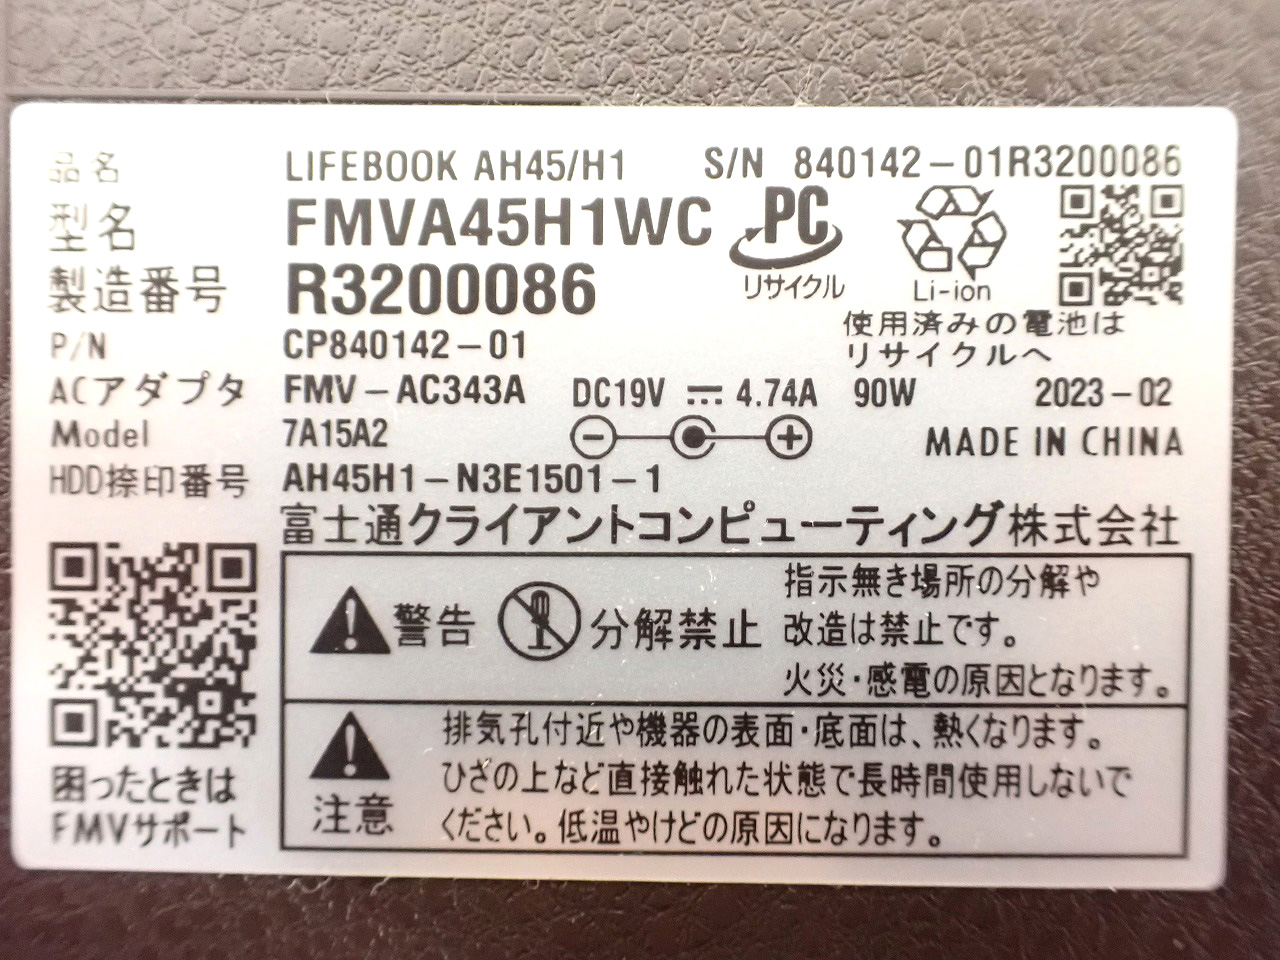 品名 LIFEBOOK AH45/H1 S/N 840142-01R3200086
型名 FMVA45H1WC
製造番号 R3200086
PC
リサイクル
Li-ion
使用済みの電池は
リサイクルへ
P/N CP840142-01
ACアダプタ FMV-AC343A DC19V 4.74A 90W 2023-02
Model 7A15A2
MADE IN CHINA
HDD捺印番号 AH45H1-N3E1501-1
富士通クライアントコンピューティング株式会社
警告 分解禁止
指示無き場所の分解や
改造は禁止です。
火災・感電の原因となります。
注意
排気孔付近や機器の表面・底面は、熱くなります。
ひざの上など直接触れた状態で長時間使用しないで
ください。低温やけどの原因になります。
困ったときは
FMVサポート